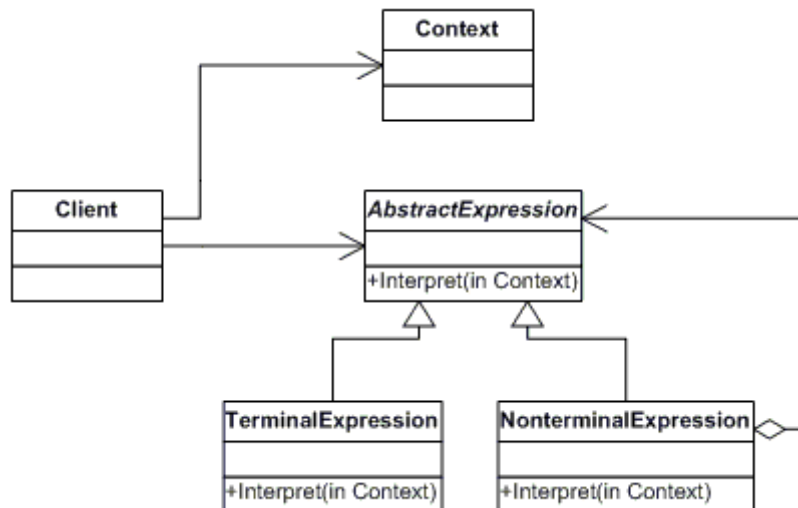 Context
Client
AbstractExpression
+Interpret(in Context)
TerminalExpression
+Interpret(in Context)
NonterminalExpression
+Interpret(in Context)